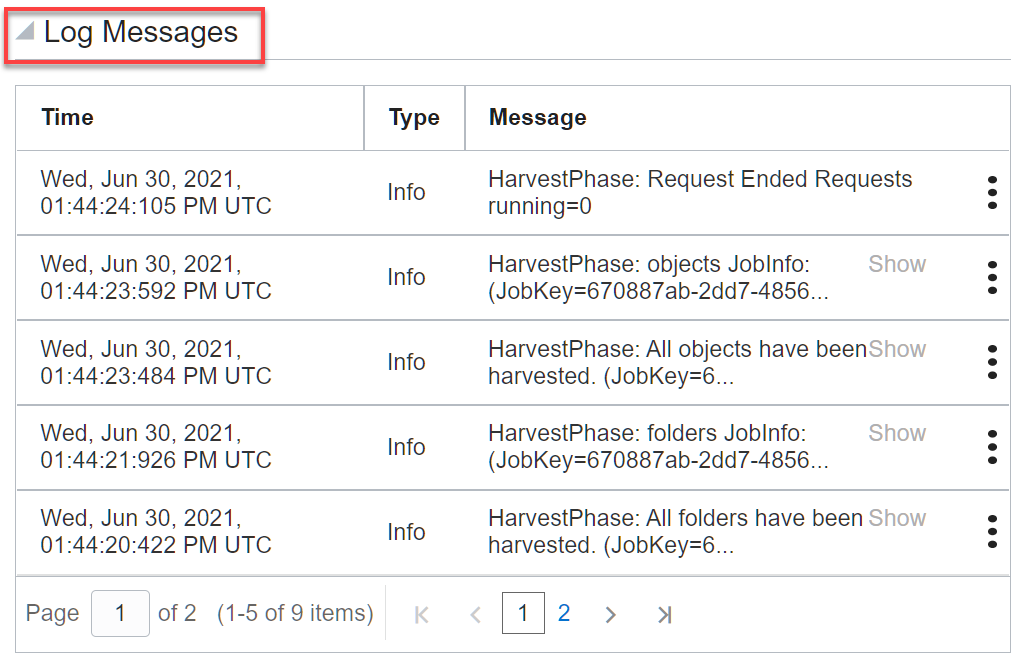 Log Messages
Time Type Message
Wed, Jun 30, 2021,
01:44:24:105 PM UTC
Info
HarvestPhase: Request Ended Requests
running=0
Wed, Jun 30, 2021,
01:44:23:592 PM UTC
Info
HarvestPhase: objects JobInfo:
(JobKey=670887ab-2dd7-4856...
Show
Wed, Jun 30, 2021,
01:44:23:484 PM UTC
Info
HarvestPhase: All objects have been
harvested. (JobKey=6...
Show
Wed, Jun 30, 2021,
01:44:21:926 PM UTC
Info
HarvestPhase: folders JobInfo:
(JobKey=670887ab-2dd7-4856...
Show
Wed, Jun 30, 2021,
01:44:20:422 PM UTC
Info
HarvestPhase: All folders have been
harvested. (JobKey=6...
Show
Page 1 of 2 (1-5 of 9 items) 1 2